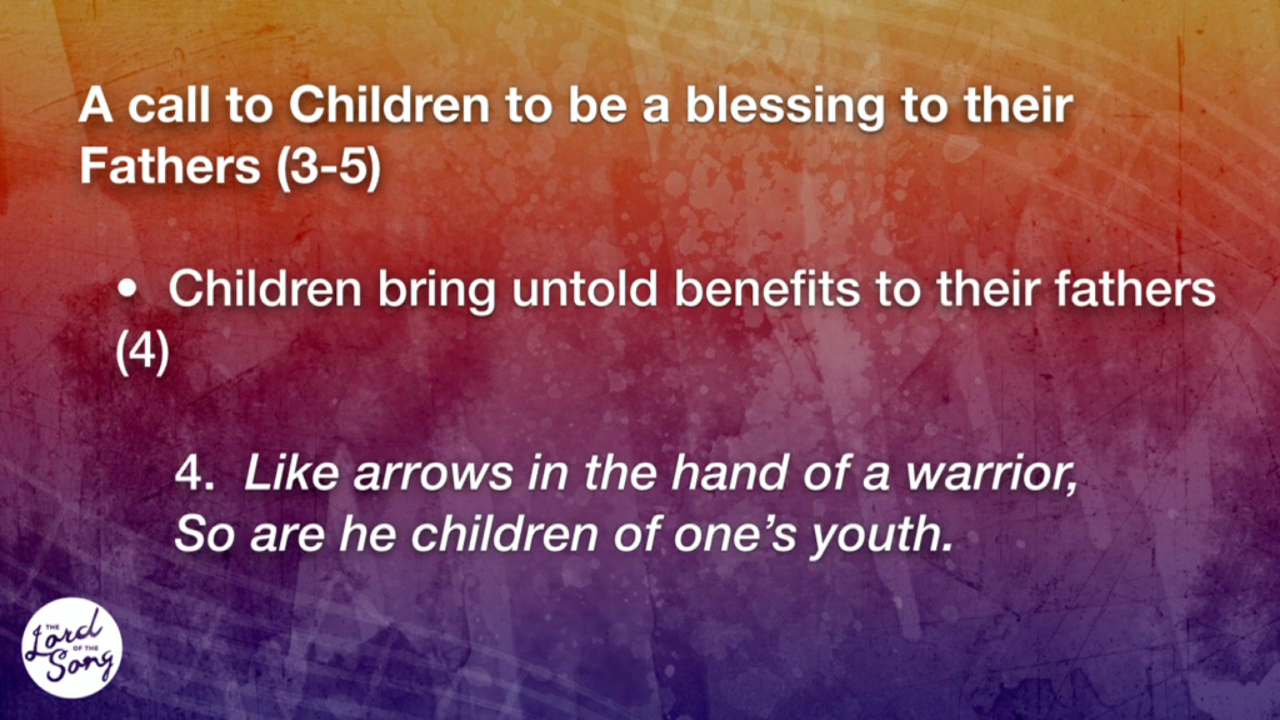 A call to Children to be a blessing to their
Fathers (3-5)
• Children bring untold benefits to their fathers
(4)
4. Like arrows in the hand of a warrior,
So are he children of one’s youth.
THE
Lord
OF THE
Song